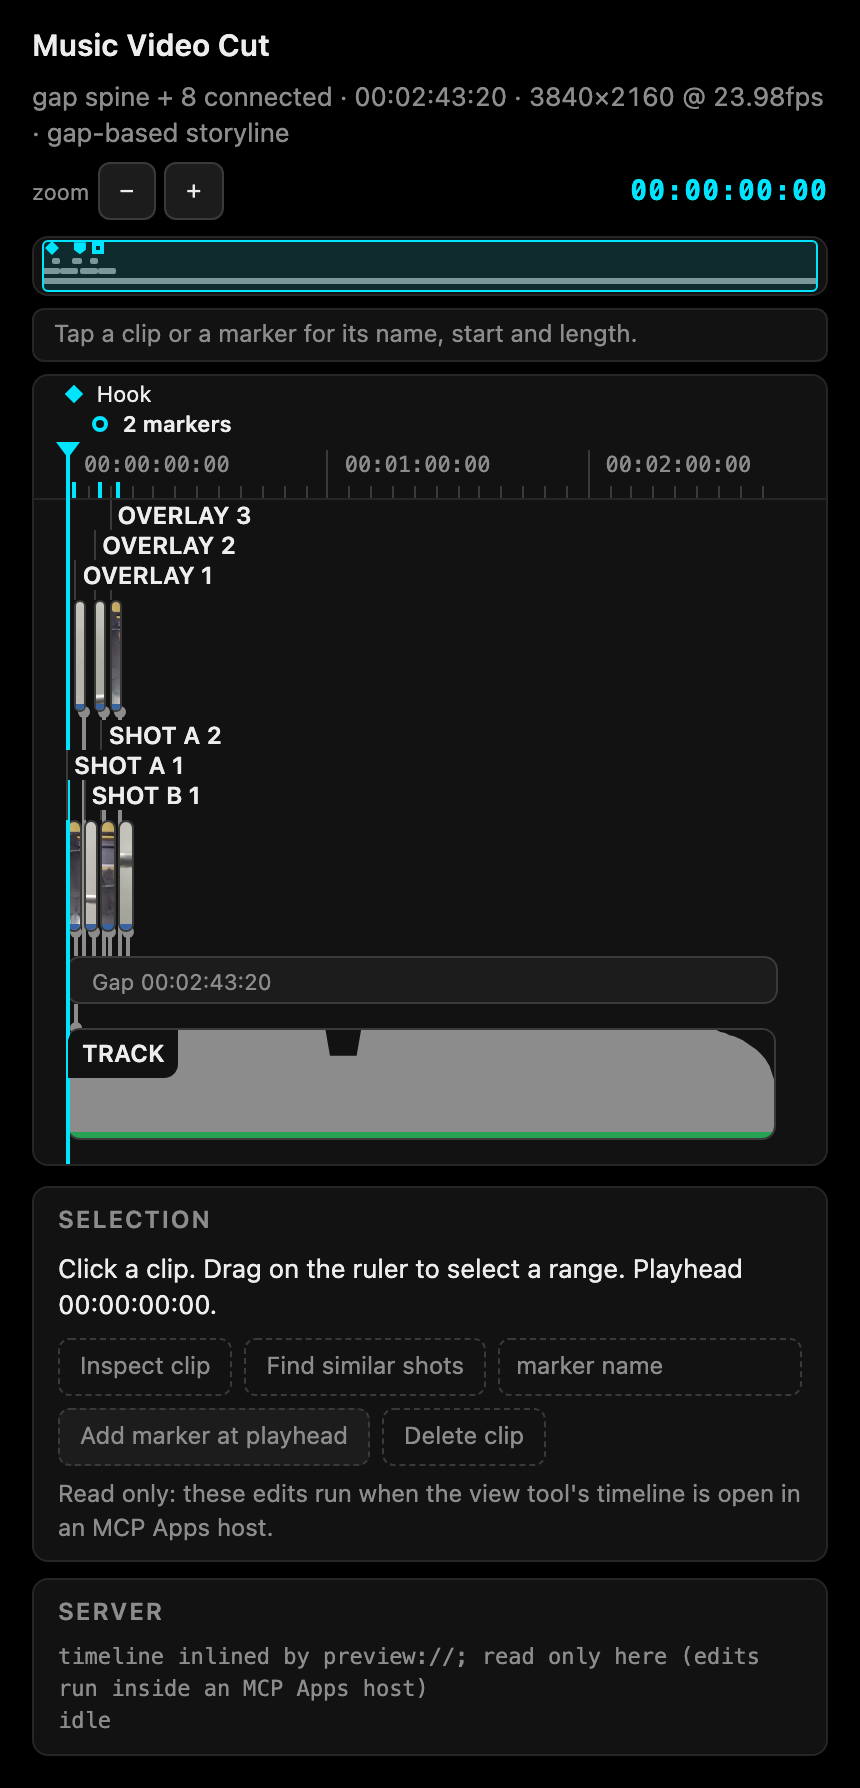 Music Video Cut
gap spine + 8 connected · 00:02:43:20 · 3840×2160 @ 23.98fps
· gap-based storyline
zoom − + 00:00:00:00
Tap a clip or a marker for its name, start and length.
Hook
2 markers
00:00:00:00 00:01:00:00 00:02:00:00
OVERLAY 3
OVERLAY 2
OVERLAY 1
SHOT A 2
SHOT A 1
SHOT B 1
Gap 00:02:43:20
TRACK
SELECTION
Click a clip. Drag on the ruler to select a range. Playhead
00:00:00:00.
Inspect clip Find similar shots marker name
Add marker at playhead Delete clip
Read only: these edits run when the view tool's timeline is open in
an MCP Apps host.
SERVER
timeline inlined by preview://; read only here (edits
run inside an MCP Apps host)
idle